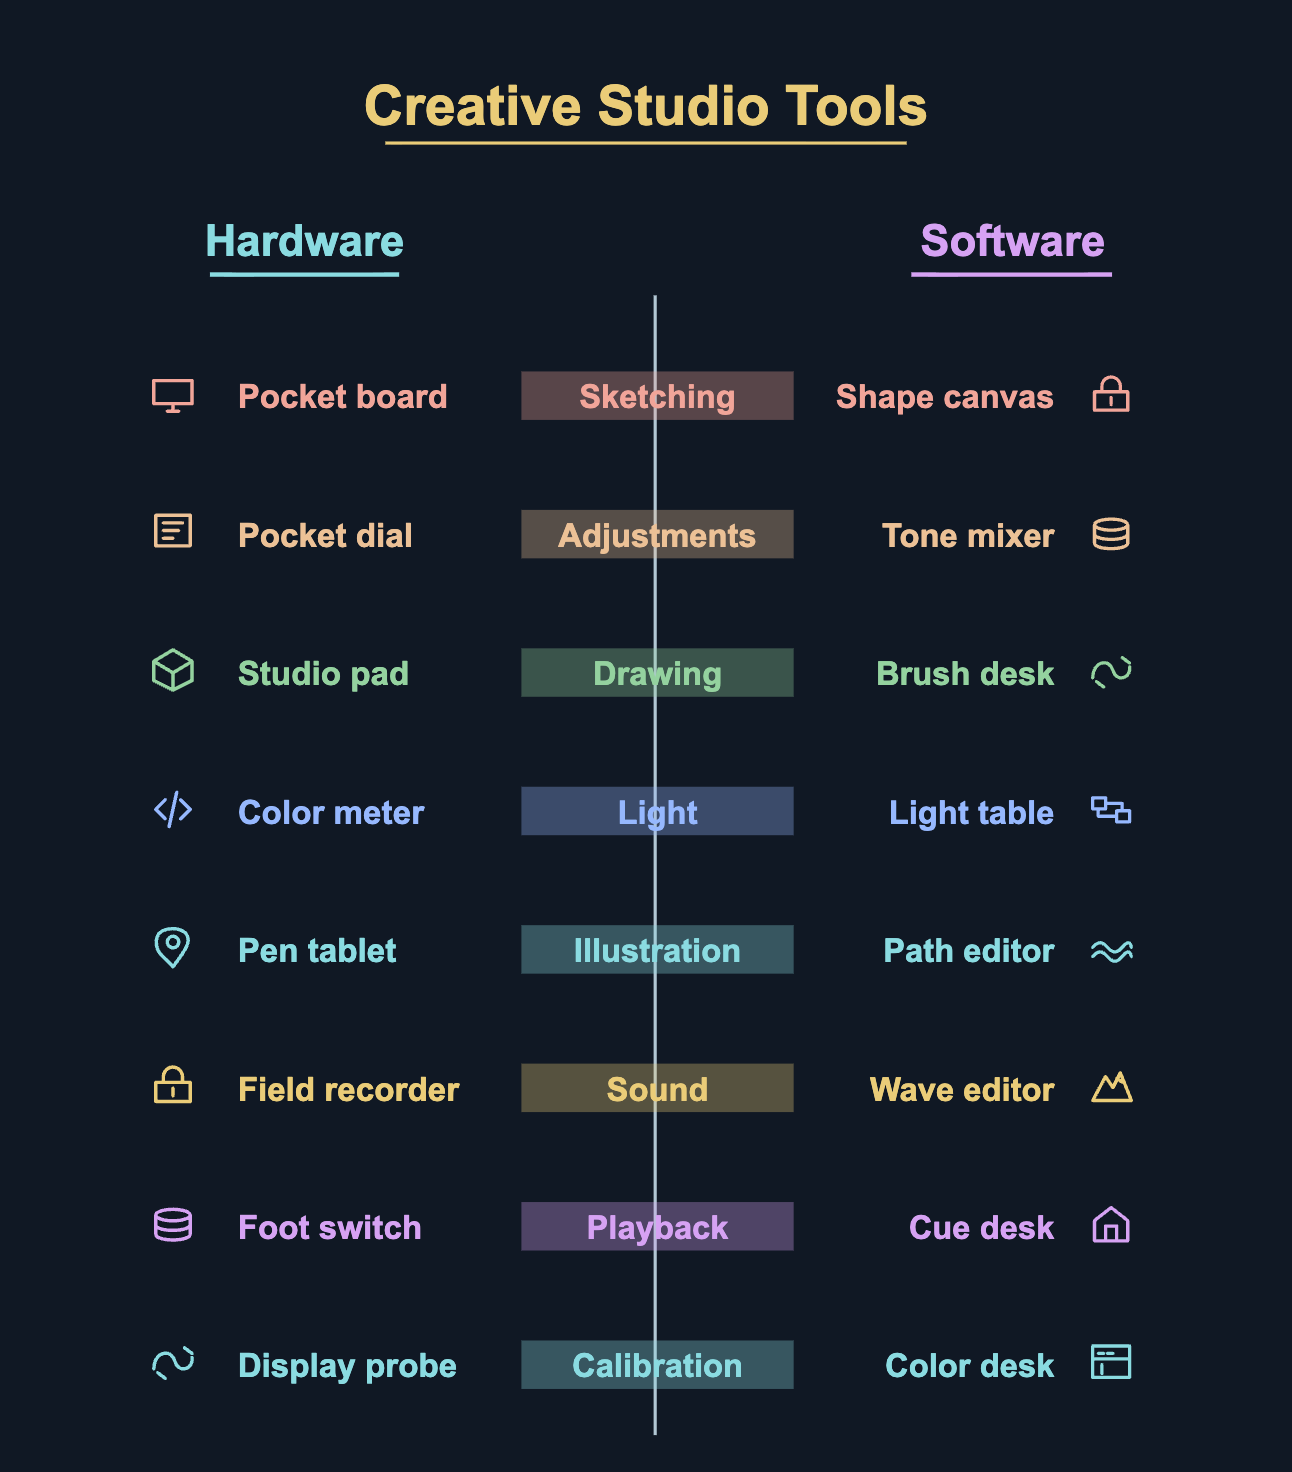 Creative Studio Tools
Hardware Software
Pocket board Sketching Shape canvas
Pocket dial Adjustments Tone mixer
Studio pad Drawing Brush desk
Color meter Light Light table
Pen tablet Illustration Path editor
Field recorder Sound Wave editor
Foot switch Playback Cue desk
Display probe Calibration Color desk